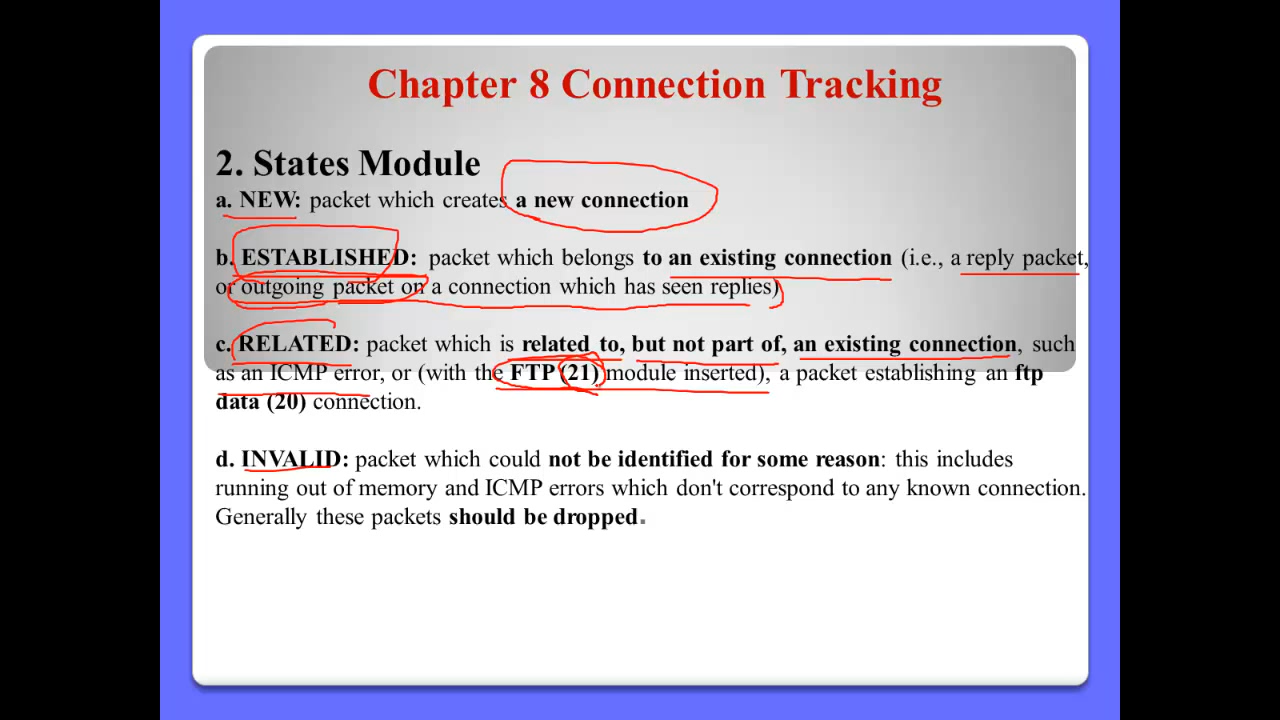 Chapter 8 Connection Tracking
2. States Module
a. NEW: packet which creates a new connection
b. ESTABLISHED: packet which belongs to an existing connection (i.e., a reply packet,
or outgoing packet on a connection which has seen replies)
c. RELATED: packet which is related to, but not part of, an existing connection, such
as an ICMP error, or (with the FTP (21) module inserted), a packet establishing an ftp
data (20) connection.
d. INVALID: packet which could not be identified for some reason: this includes
running out of memory and ICMP errors which don't correspond to any known connection.
Generally these packets should be dropped.